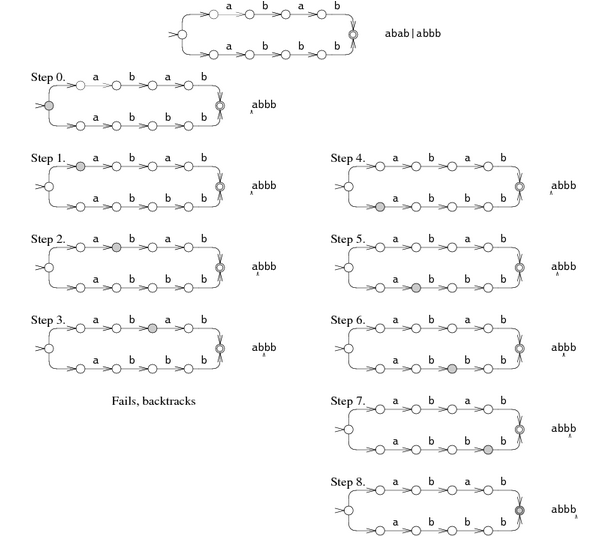 a b a b
abab|abbb
a b b b
Step 0. a b a b
abbb
a b b b
Step 1. a b a b
abbb
a b b b
Step 2. a b a b
abbb
a b b b
Step 3. a b a b
abbb
a b b b
Fails, backtracks
Step 4. a b a b
abbb
a b b b
Step 5. a b a b
abbb
a b b b
Step 6. a b a b
abbb
a b b b
Step 7. a b a b
abbb
a b b b
Step 8. a b a b
abbb
a b b b